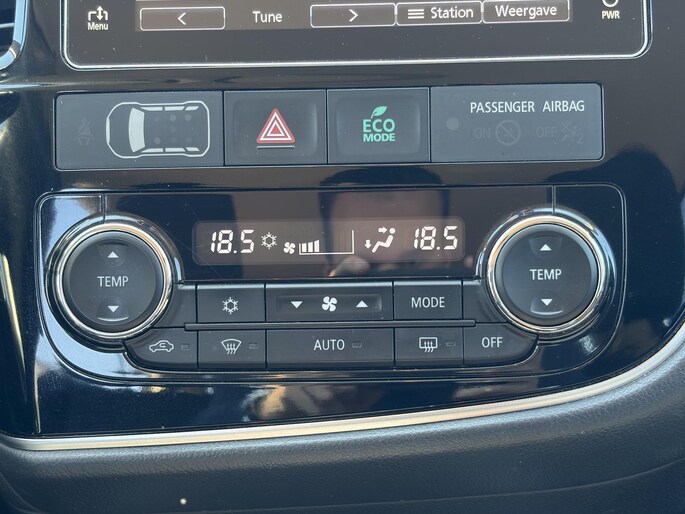 Menu
< Tune > Station Weergave
PWR
ECO
MODE
PASSENGER AIRBAG
ON OFF 2
18.5 18.5
TEMP
TEMP
MODE
AUTO
OFF